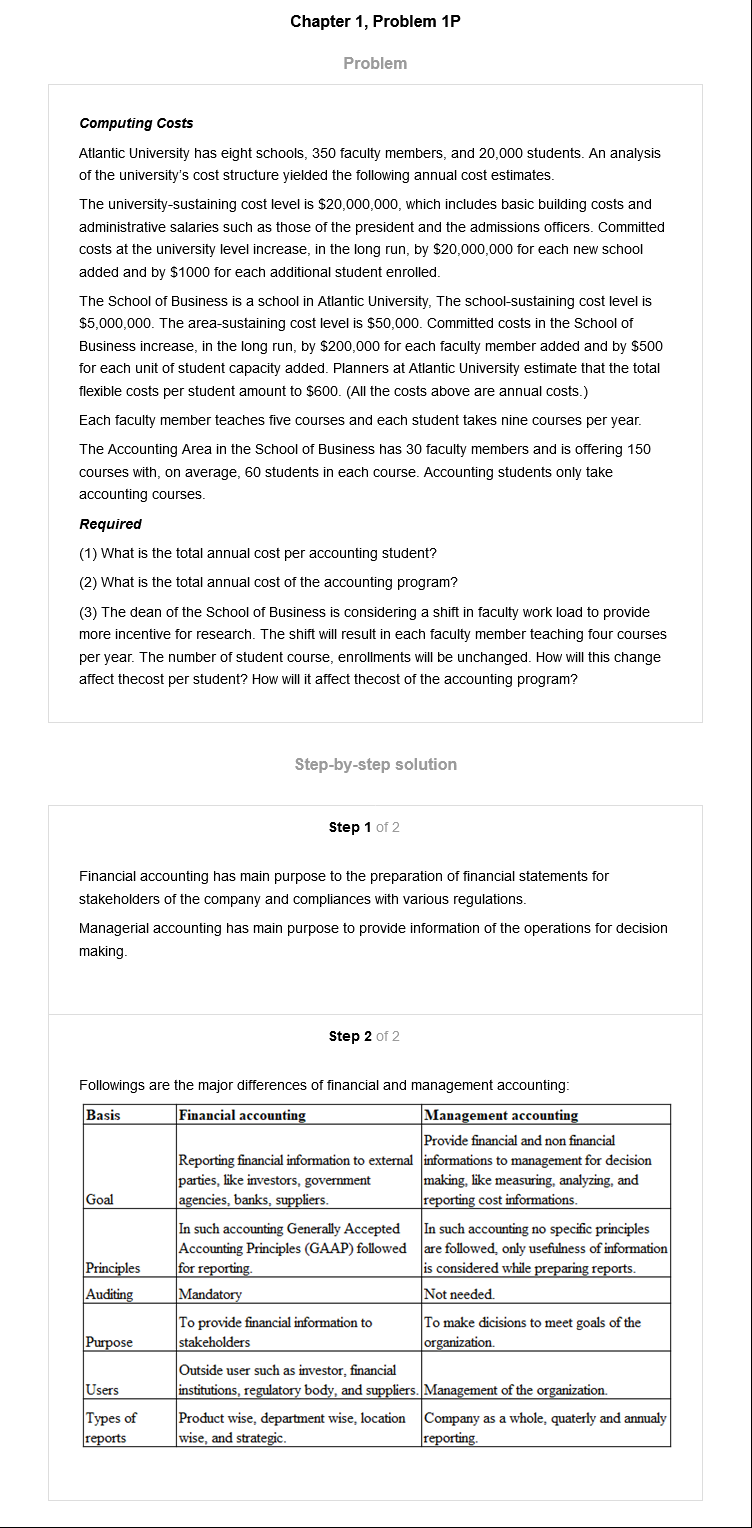 Chapter 1, Problem 1P
Problem
Computing Costs
Atlantic University has eight schools, 350 faculty members, and 20,000 students. An analysis
of the university's cost structure yielded the following annual cost estimates.
The university-sustaining cost level is $20,000,000, which includes basic building costs and
administrative salaries such as those of the president and the admissions officers. Committed
costs at the university level increase, in the long run, by $20,000,000 for each new school
added and by $1000 for each additional student enrolled.
The School of Business is a school in Atlantic University, The school-sustaining cost level is
$5,000,000. The area-sustaining cost level is $50,000. Committed costs in the School of
Business increase, in the long run, by $200,000 for each faculty member added and by $500
for each unit of student capacity added. Planners at Atlantic University estimate that the total
flexible costs per student amount to $600. (All the costs above are annual costs.)
Each faculty member teaches five courses and each student takes nine courses per year.
The Accounting Area in the School of Business has 30 faculty members and is offering 150
courses with, on average, 60 students in each course. Accounting students only take
accounting courses.
Required
(1) What is the total annual cost per accounting student?
(2) What is the total annual cost of the accounting program?
(3) The dean of the School of Business is considering a shift in faculty work load to provide
more incentive for research. The shift will result in each faculty member teaching four courses
per year. The number of student course, enrollments will be unchanged. How will this change
affect thecost per student? How will it affect thecost of the accounting program?
Step-by-step solution
Step 1 of 2
Financial accounting has main purpose to the preparation of financial statements for
stakeholders of the company and compliances with various regulations.
Managerial accounting has main purpose to provide information of the operations for decision
making.
Step 2 of 2
Followings are the major differences of financial and management accounting:
Basis Financial accounting Management accounting
Goal Reporting financial information to external parties, like investors, government agencies, banks, suppliers. Provide financial and non financial informations to management for decision making, like measuring, analyzing, and reporting cost informations.
Principles In such accounting Generally Accepted Accounting Principles (GAAP) followed for reporting. In such accounting no specific principles are followed, only usefulness of information is considered while preparing reports.
Auditing Mandatory Not needed.
Purpose To provide financial information to stakeholders To make dicisions to meet goals of the organization.
Users Outside user such as investor, financial institutions, regulatory body, and suppliers. Management of the organization.
Types of reports Product wise, department wise, location wise, and strategic. Company as a whole, quaterly and annualy reporting.